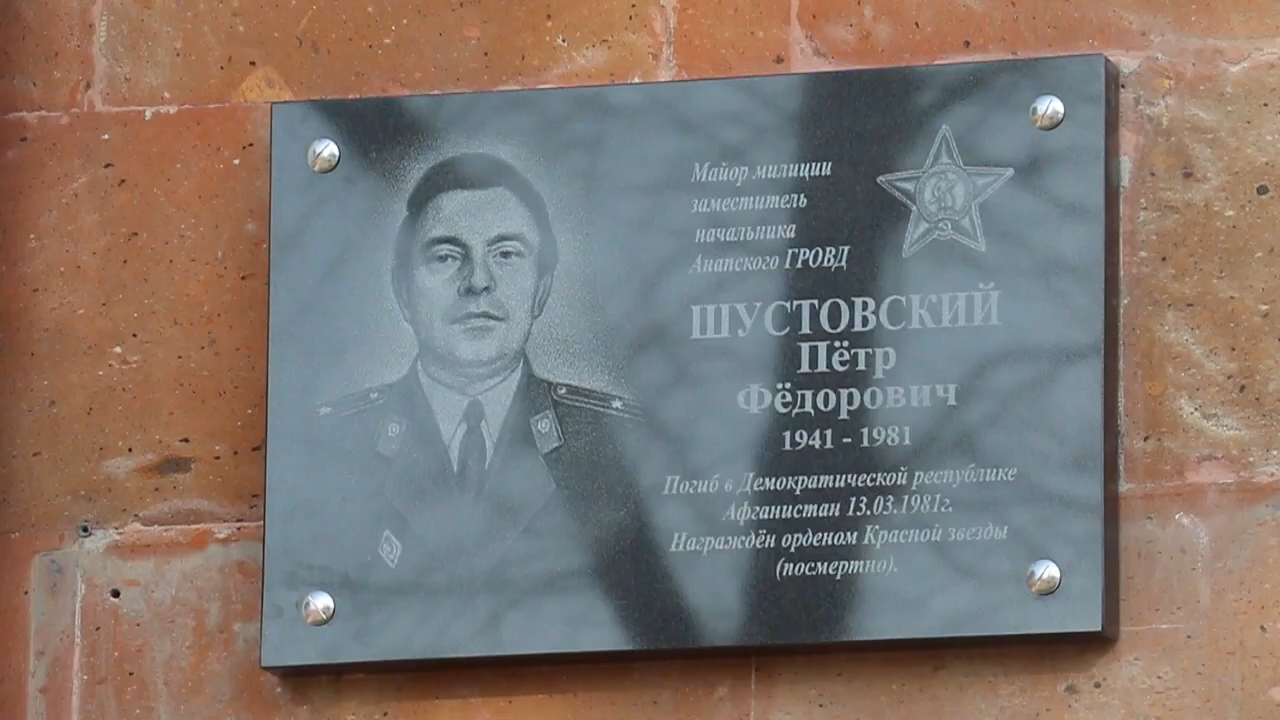 Майор милиции
заместитель
начальника
Анапского ГРОВД
ШУСТОВСКИЙ
Пётр
Фёдорович
1941 - 1981
Погиб в Демократической республике
Афганистан 13.03.1981г.
Награждён орденом Красной звезды
(посмертно).